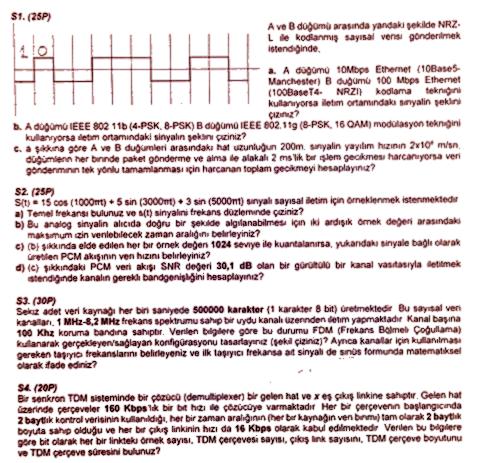 S1. (25P)
A ve B düğümü arasında yandaki şekilde NRZ-
L ile kodlanmış sayısal verisi gönderilmek
istendiğinde,
1 0
a. A düğümü 10Mbps Ethernet (10Base5-
Manchester) B düğümü 100 Mbps Ethernet
(100BaseT4- NRZI) kodlama tekniğini
kullanıyorsa iletim ortamındaki sinyalin şeklini
çiziniz?
b. A düğümü IEEE 802 11b (4-PSK, 8-PSK) B düğümü IEEE 802,11g (8-PSK, 16 QAM) modülasyon tekniğini
kullanıyorsa iletim ortamındaki sinyalin şeklini çiziniz?
c. a şıkkına göre A ve B düğümleri arasındaki hat uzunluğun 200m. sinyalin yayılım hızının 2x10⁸ m/sn,
düğümlerin her birinde paket gönderme ve alma ile alakalı 2 ms'lik bir işlem gecikmesi harcanıyorsa veri
gönderiminin tek yönlü tamamlanması için harcanan toplam gecikmeyi hesaplayınız?
S2. (25P)
S(t) = 15 cos (1000πt) + 5 sin (3000πt) + 3 sin (5000πt) sinyali sayısal iletim için örneklenmek istenmektedir
a) Temel frekansı bulunuz ve s(t) sinyalini frekans düzleminde çiziniz?
b) Bu analog sinyalin alıcıda doğru bir şekilde algılanabilmesi için iki ardışık örnek değeri arasındaki
maksimum izin verilebilecek zaman aralığını belirleyiniz?
c) (b) şıkkında elde edilen her bir örnek değeri 1024 seviye ile kuantalanırsa, yukarıdaki sinyale bağlı olarak
üretilen PCM akışının veri hızını belirleyiniz?
d) (c) şıkkındaki PCM veri akışı SNR değeri 30,1 dB olan bir gürültülü bir kanal vasıtasıyla iletilmek
istendiğinde kanalın gerekli bandgenişliğini hesaplayınız?
S3. (30P)
Sekiz adet veri kaynağı her biri saniyede 500000 karakter (1 karakter 8 bit) üretmektedir Bu sayısal veri
kanalları, 1 MHz-8,2 MHz frekans spektrumu sahip bir uydu kanalı üzerinden iletim yapmaktadır Kanal başına
100 Khz koruma bandına sahiptir. Verilen bilgilere göre bu durumu FDM (Frekans Bölmeli Çoğullama)
kullanarak gerçekleyen/sağlayan konfigürasyonu tasarlayınız (şekil çiziniz)? Ayrıca kanallar için kullanılması
gereken taşıyıcı frekanslarını belirleyeniz ve ilk taşıyıcı frekansa ait sinyali de sinüs formunda matematiksel
olarak ifade ediniz?
S4. (20P)
Bir senkron TDM sisteminde bir çözücü (demultiplexer) bir gelen hat ve x eş çıkış linkine sahiptir. Gelen hat
üzerinde çerçeveler 160 Kbps'lik bir bit hızı ile çözücüye varmaktadır Her bir çerçevenin başlangıcında
2 baytlık kontrol verisinin kullanıldığı, her bir zaman aralığının (her bir kaynağın veri birimi) tam olarak 2 baytlık
boyuta sahip olduğu ve her bir çıkış linkinin hızı da 16 Kbps olarak kabul edilmektedir Verilen bu bilgilere
göre bit olarak her bir linkteki örnek sayısı, TDM çerçevesi sayısı, çıkış link sayısını, TDM çerçeve boyutunu
ve TDM çerçeve süresini bulunuz?